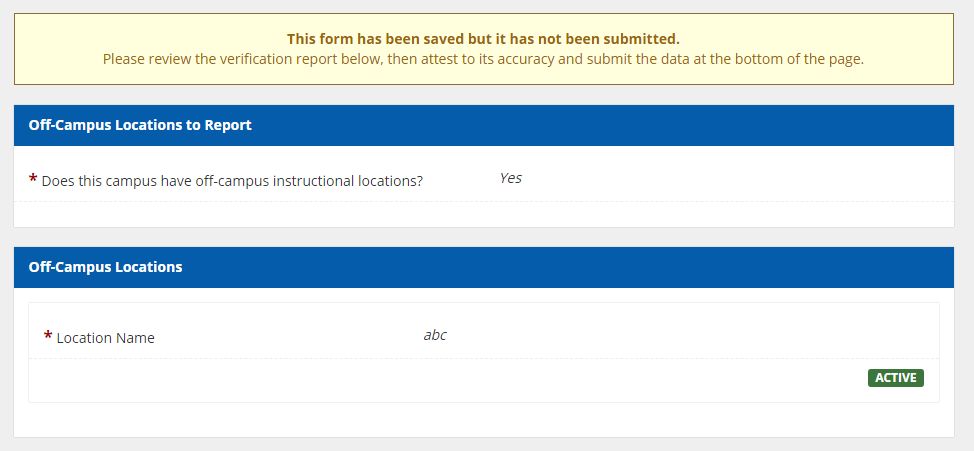 This form has been saved but it has not been submitted.
Please review the verification report below, then attest to its accuracy and submit the data at the bottom of the page.
Off-Campus Locations to Report
* Does this campus have off-campus instructional locations? Yes
Off-Campus Locations
* Location Name abc
ACTIVE